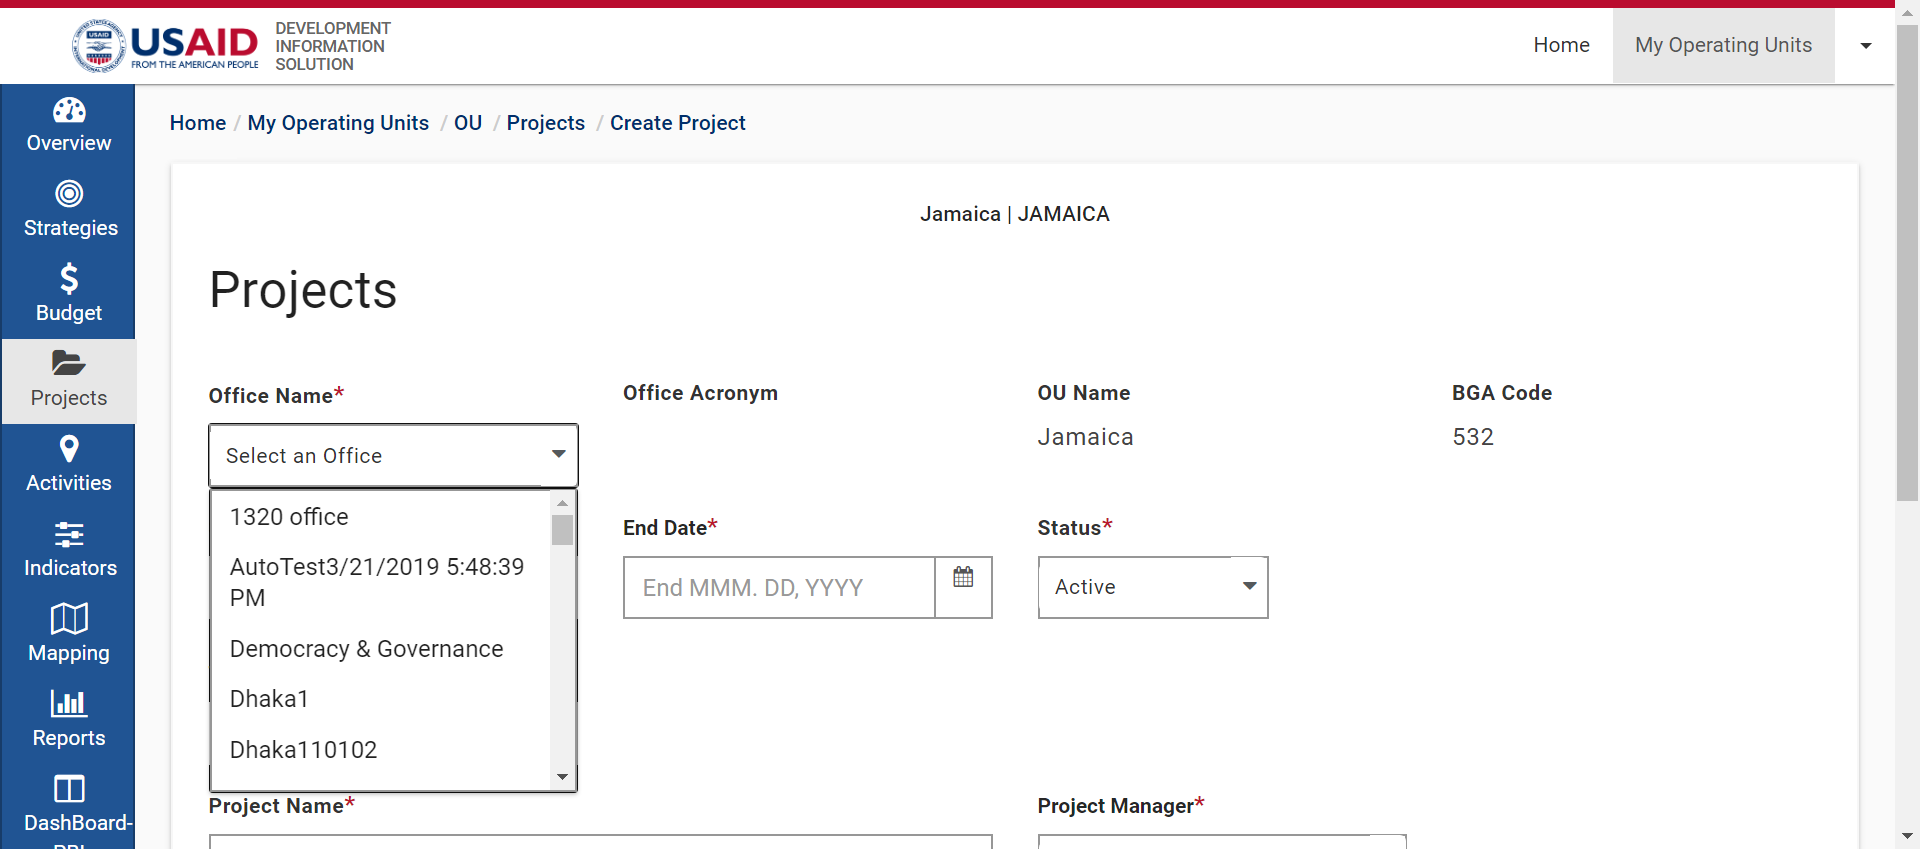 USAID
FROM THE AMERICAN PEOPLE
DEVELOPMENT
INFORMATION
SOLUTION
Home
My Operating Units
Overview
Strategies
Budget
Projects
Activities
Indicators
Mapping
Reports
DashBoard-
Home / My Operating Units / OU / Projects / Create Project
Jamaica | JAMAICA
Projects
Office Name*
Select an Office
1320 office
AutoTest3/21/2019 5:48:39
PM
Democracy & Governance
Dhaka1
Dhaka110102
Office Acronym
OU Name
Jamaica
BGA Code
532
End Date*
End MMM. DD, YYYY
Status*
Active
Project Name*
Project Manager*